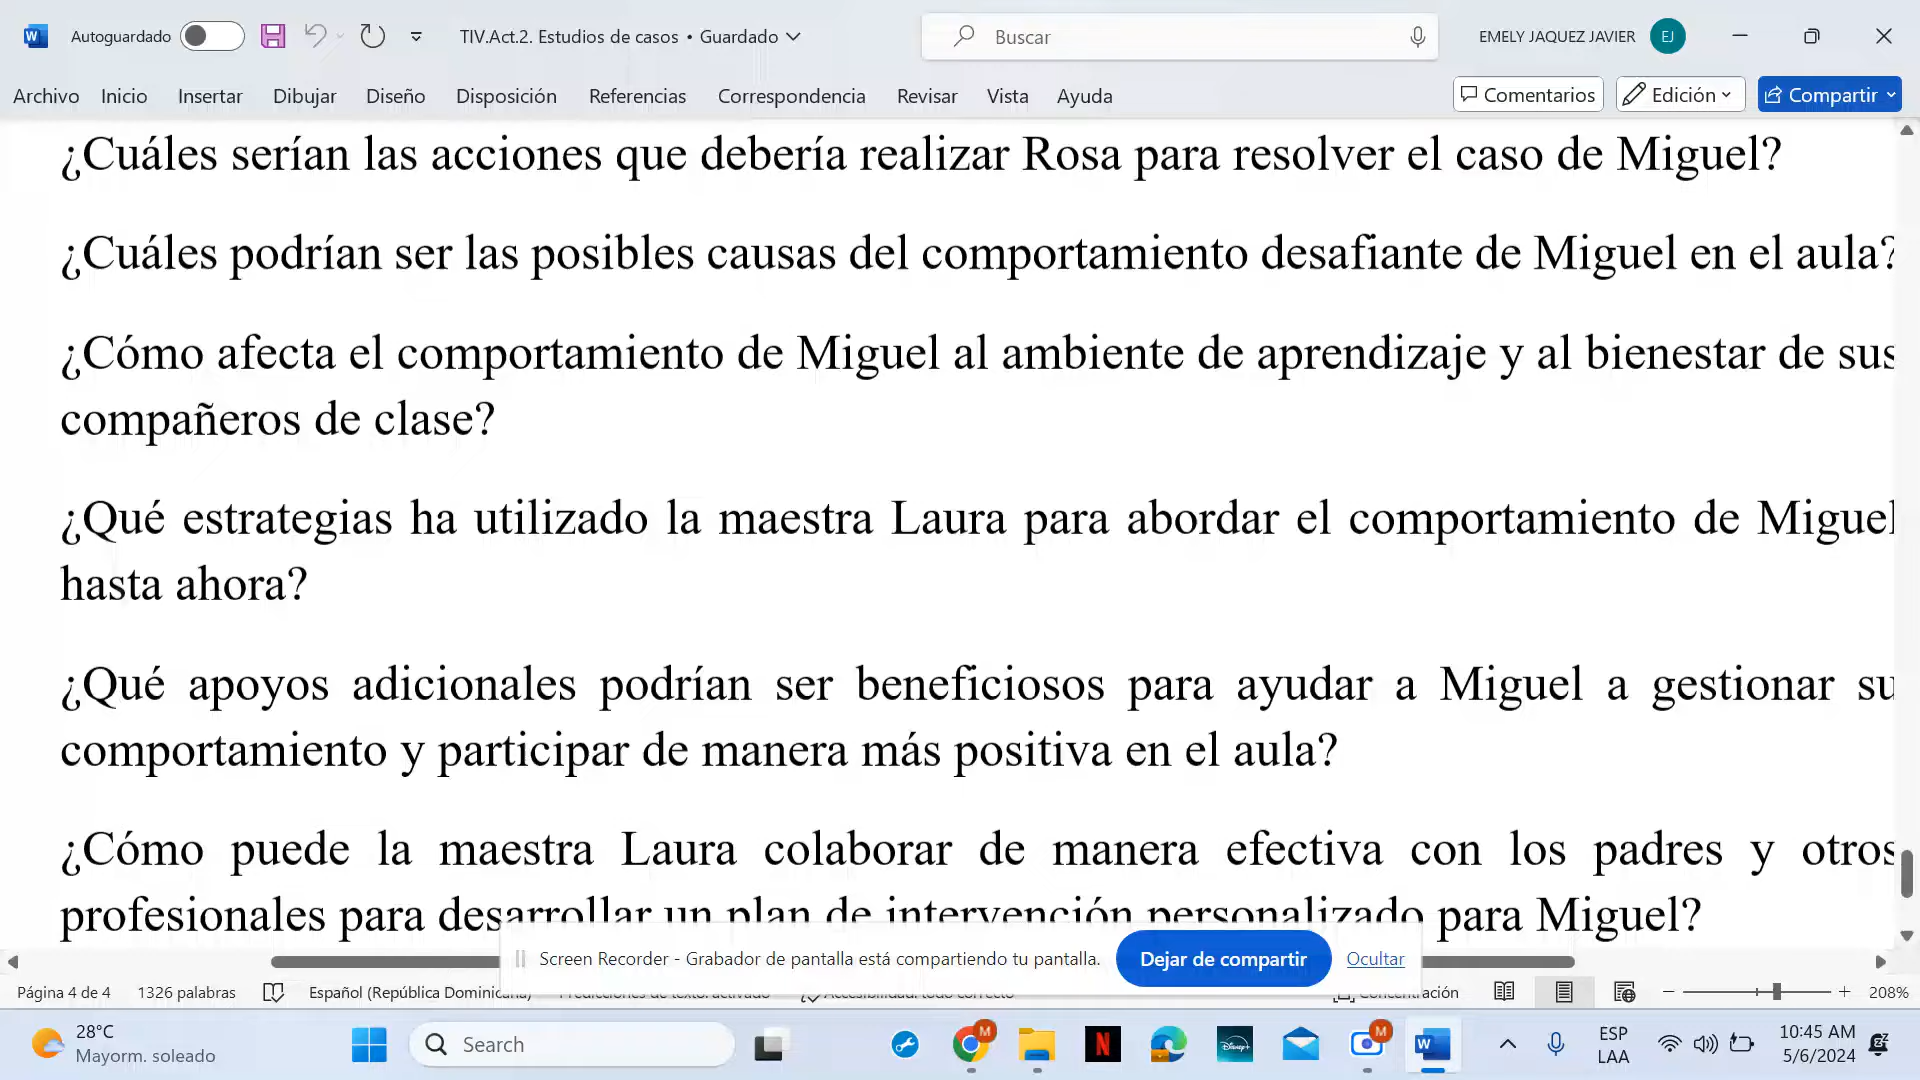 Autoguardado
TIV.Act.2. Estudios de casos • Guardado
Buscar
EMELY JAQUEZ JAVIER
EJ
Archivo Inicio Insertar Dibujar Diseño Disposición Referencias Correspondencia Revisar Vista Ayuda
Comentarios Edición Compartir
¿Cuáles serían las acciones que debería realizar Rosa para resolver el caso de Miguel?
¿Cuáles podrían ser las posibles causas del comportamiento desafiante de Miguel en el aula?
¿Cómo afecta el comportamiento de Miguel al ambiente de aprendizaje y al bienestar de sus
compañeros de clase?
¿Qué estrategias ha utilizado la maestra Laura para abordar el comportamiento de Miguel
hasta ahora?
¿Qué apoyos adicionales podrían ser beneficiosos para ayudar a Miguel a gestionar su
comportamiento y participar de manera más positiva en el aula?
¿Cómo puede la maestra Laura colaborar de manera efectiva con los padres y otros
profesionales para desarrollar un plan de intervención personalizado para Miguel?
Screen Recorder - Grabador de pantalla está compartiendo tu pantalla.
Dejar de compartir
Ocultar
Página 4 de 4 1326 palabras Español (República Dominicana) Predicciones de texto: activado Accesibilidad: todo correcto Concentración 208%
28°C
Mayorm. soleado
Search
ESP
LAA
10:45 AM
5/6/2024